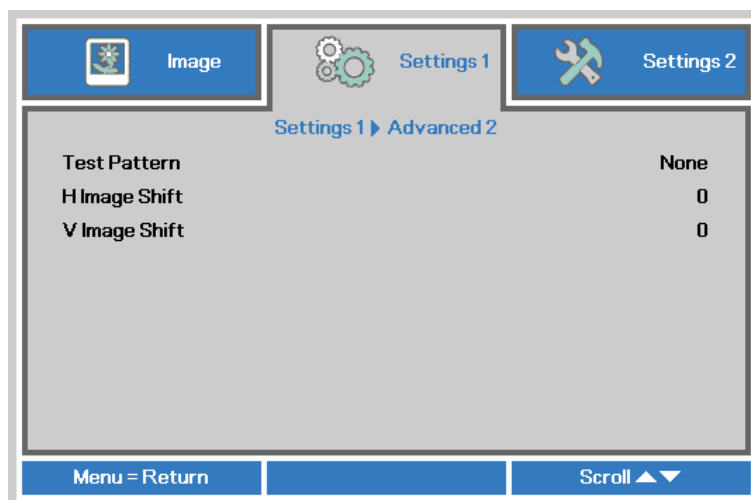 Image Settings 1 Settings 2
Settings 1 Advanced 2
Test Pattern None
H Image Shift 0
V Image Shift 0
Menu = Return Scroll